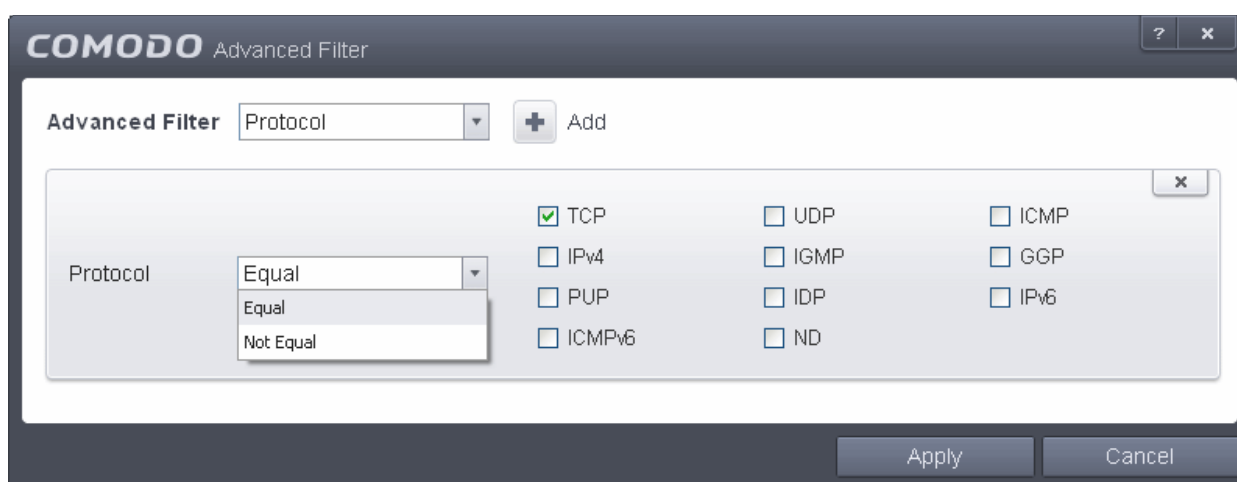 COMODO Advanced Filter ? x
Advanced Filter Protocol + Add
x
TCP UDP ICMP
IPv4 IGMP GGP
Protocol Equal
PUP IDP IPv6
Equal
ICMPv6 ND
Not Equal
Apply Cancel